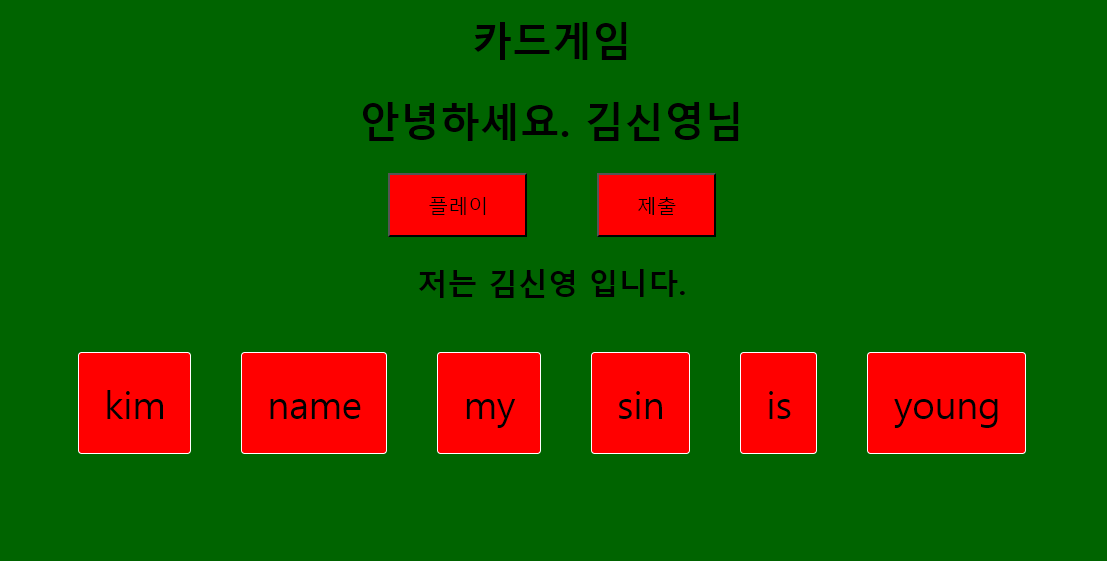 카드게임
안녕하세요. 김신영님
플레이 제출
저는 김신영 입니다.
kim name my sin is young